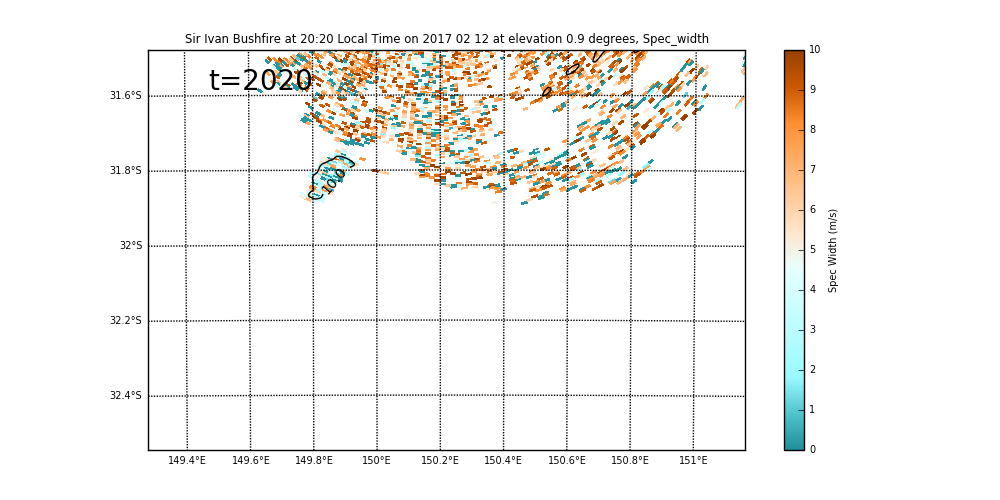 Sir Ivan Bushfire at 20:20 Local Time on 2017 02 12 at elevation 0.9 degrees, Spec_width
t=2020
31.6°S
31.8°S
32°S
32.2°S
32.4°S
10.0
149.4°E 149.6°E 149.8°E 150°E 150.2°E 150.4°E 150.6°E 150.8°E 151°E
10
9
8
7
6
5
4
3
2
1
0
Spec Width (m/s)